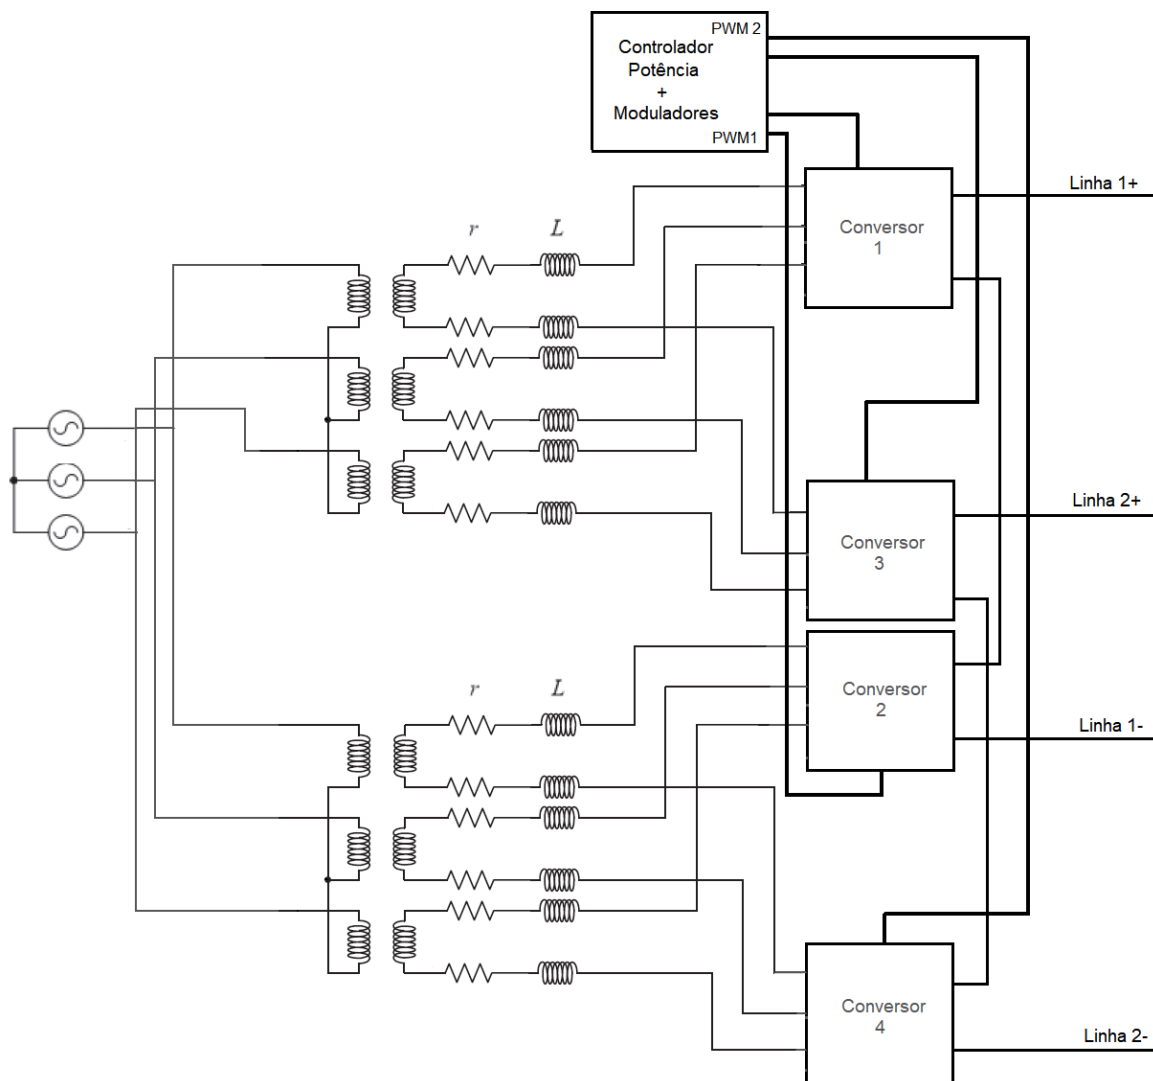 PWM 2
Controlador
Potência
+
Moduladores
PWM1
Linha 1+
Conversor
1
r
L
Linha 2+
Conversor
3
Conversor
2
r
L
Linha 1-
Conversor
4
Linha 2-